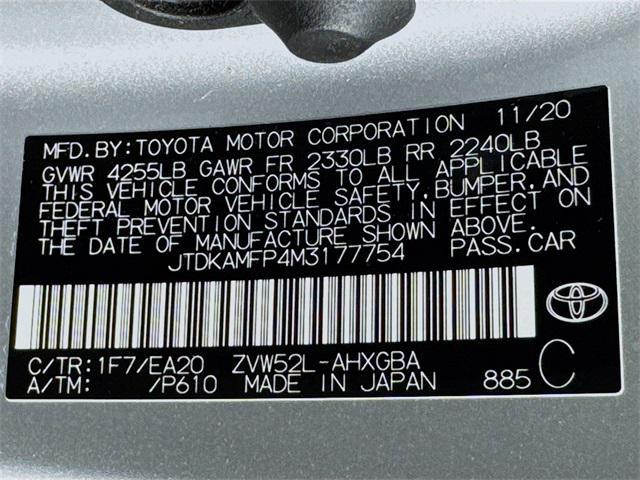 MFD.BY:TOYOTA MOTOR CORPORATION 11/20
GVWR 4255LB GAWR FR 2330LB RR 2240LB
THIS VEHICLE CONFORMS TO ALL APPLICABLE
FEDERAL MOTOR VEHICLE SAFETY,BUMPER,AND
THEFT PREVENTION STANDARDS IN EFFECT ON
THE DATE OF MANUFACTURE SHOWN ABOVE.
JTDKAMFP4M3177754 PASS.CAR
C/TR:1F7/EA20 ZVW52L-AHXGBA
A/TM: /P610 MADE IN JAPAN 885 C